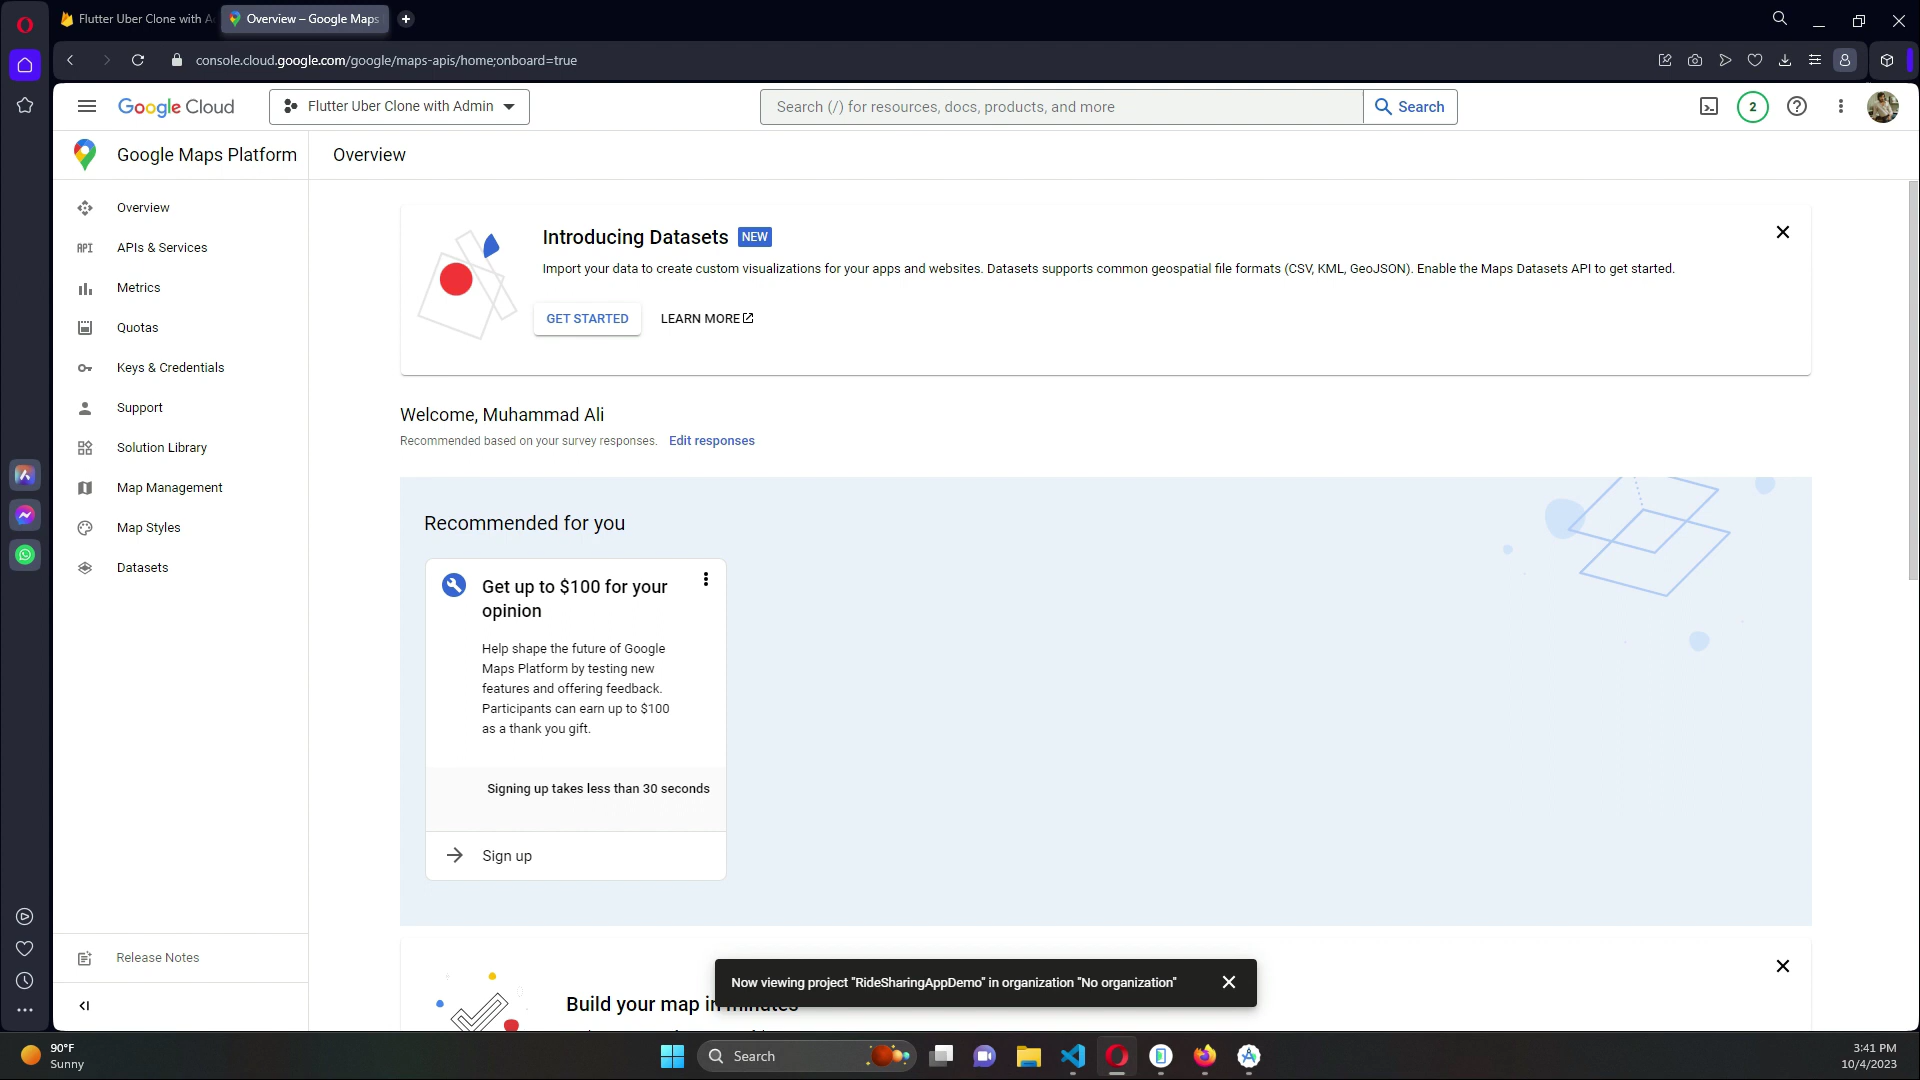 Flutter Uber Clone with A
Overview – Google Maps
console.cloud.google.com/google/maps-apis/home;onboard=true
Google Cloud
Flutter Uber Clone with Admin
Search (/) for resources, docs, products, and more
Search
2
Google Maps Platform
Overview
Overview
API
APIs & Services
Metrics
Quotas
Keys & Credentials
Support
Solution Library
Map Management
Map Styles
Datasets
Release Notes
Introducing Datasets NEW
Import your data to create custom visualizations for your apps and websites. Datasets supports common geospatial file formats (CSV, KML, GeoJSON). Enable the Maps Datasets API to get started.
GET STARTED
LEARN MORE
Welcome, Muhammad Ali
Recommended based on your survey responses. Edit responses
Recommended for you
Get up to $100 for your
opinion
Help shape the future of Google
Maps Platform by testing new
features and offering feedback.
Participants can earn up to $100
as a thank you gift.
Signing up takes less than 30 seconds
Sign up
Now viewing project "RideSharingAppDemo" in organization "No organization"
Build your map in minutes
90°F
Sunny
Search
3:41 PM
10/4/2023